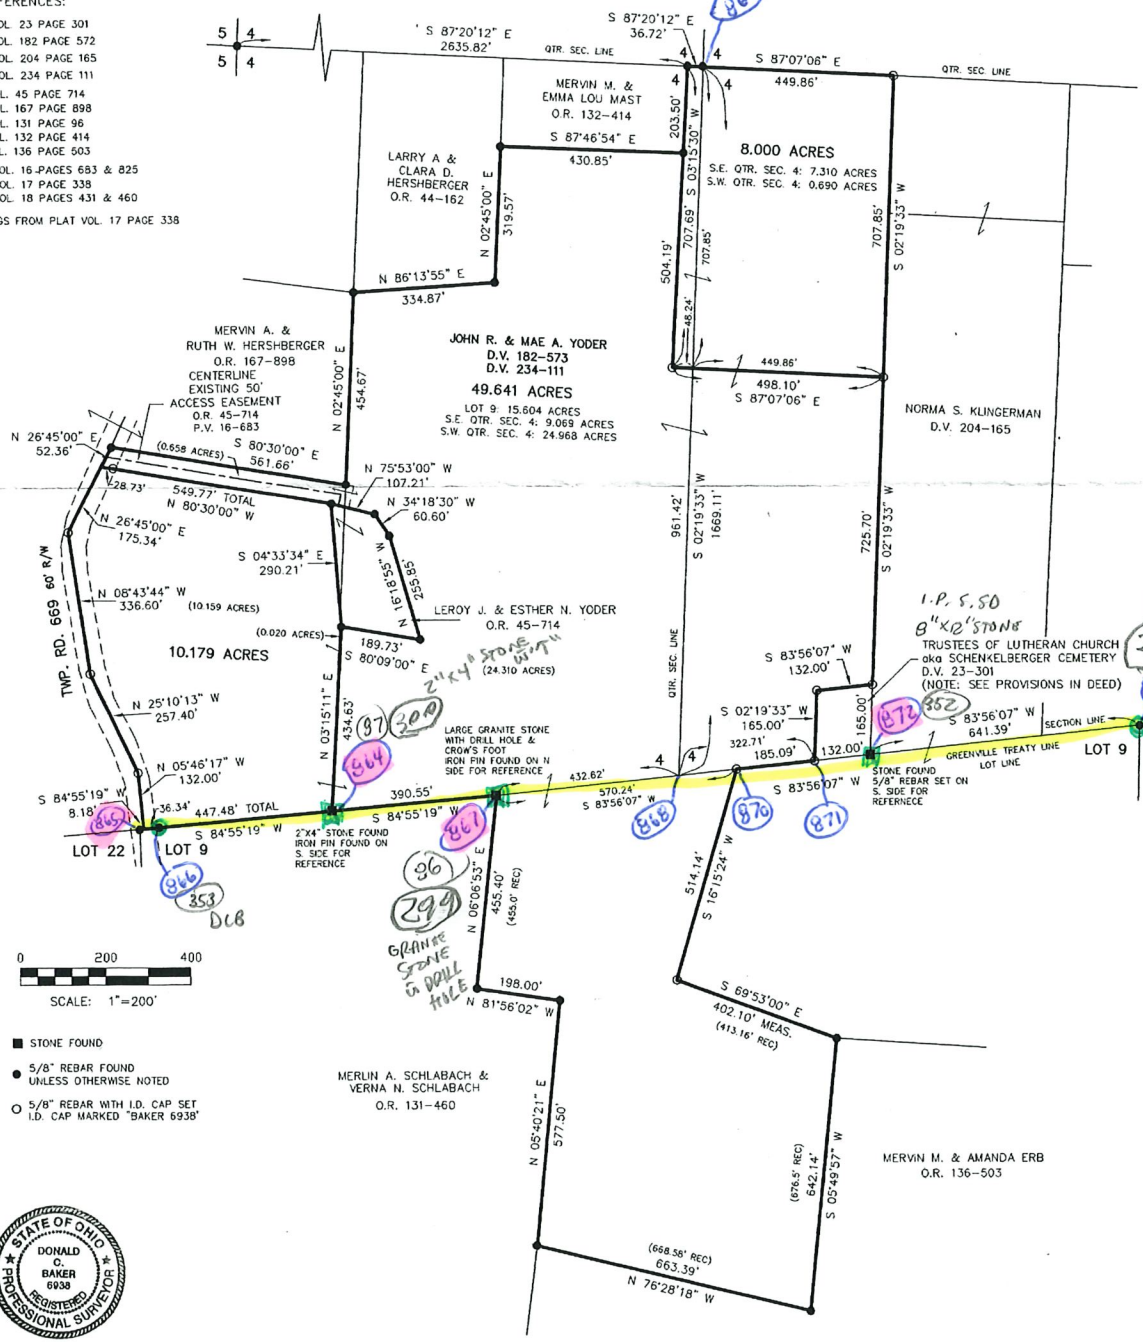 FERENCES:
OL. 23 PAGE 301
OL. 182 PAGE 572
OL. 204 PAGE 165
OL. 234 PAGE 111
L. 45 PAGE 714
L. 167 PAGE 898
L. 131 PAGE 96
L. 132 PAGE 414
L. 136 PAGE 503
OL. 16 PAGES 683 & 825
OL. 17 PAGE 338
OL. 18 PAGES 431 & 460
GS FROM PLAT VOL. 17 PAGE 338
5 4
5 4
S 87°20'12" E
2635.82'
QTR. SEC. LINE
S 87°20'12" E
36.72'
4
4
4
4
S 87°07'06" E
449.86'
QTR. SEC. LINE
MERVIN M. &
EMMA LOU MAST
O.R. 132-414
S 87°46'54" E
430.85'
203.50'
S 03°15'30" W
707.69'
707.85'
504.19'
48.24'
8.000 ACRES
S.E. QTR. SEC. 4: 7.310 ACRES
S.W. QTR. SEC. 4: 0.690 ACRES
707.85'
S 02°19'33" W
LARRY A &
CLARA D.
HERSHBERGER
O.R. 44-162
N 02°45'00" E
319.57'
N 86°13'55" E
334.87'
MERVIN A. &
RUTH W. HERSHBERGER
O.R. 167-898
CENTERLINE
EXISTING 50'
ACCESS EASEMENT
O.R. 45-714
P.V. 16-683
N 02°45'00" E
454.67'
JOHN R. & MAE A. YODER
D.V. 182-573
D.V. 234-111
49.641 ACRES
LOT 9: 15.604 ACRES
S.E. QTR. SEC. 4: 9.069 ACRES
S.W. QTR. SEC. 4: 24.968 ACRES
449.86'
498.10'
S 87°07'06" E
NORMA S. KLINGERMAN
D.V. 204-165
N 26°45'00" E
52.36'
(0.658 ACRES)
S 80°30'00" E
561.66'
28.73'
549.77' TOTAL
N 80°30'00" W
N 75°53'00" W
107.21'
N 34°18'30" W
60.60'
N 26°45'00" E
175.34'
S 04°33'34" E
290.21'
N 16°18'55" W
255.85'
961.42'
S 02°19'33" W
1669.11'
725.70'
S 02°19'33" W
TWP. RD. 669 60' R/W
N 08°43'44" W
336.60'
(10.159 ACRES)
LEROY J. & ESTHER N. YODER
O.R. 45-714
(0.020 ACRES)
189.73'
S 80°09'00" E
10.179 ACRES
(24.310 ACRES)
2"X4" STONE
I.P. S.SD
8"X12" STONE
TRUSTEES OF LUTHERAN CHURCH
aka SCHENKELBERGER CEMETERY
D.V. 23-301
(NOTE: SEE PROVISIONS IN DEED)
S 83°56'07" W
132.00'
S 02°19'33" W
165.00'
165.00'
QTR. SEC. LINE
N 25°10'13" W
257.40'
N 03°15'11" E
434.63'
97
300
964
LARGE GRANITE STONE
WITH DRILL HOLE &
CROW'S FOOT
IRON PIN FOUND ON N
SIDE FOR REFERENCE
872
352
S 83°56'07" W
641.39'
SECTION LINE
GREENVILLE TREATY LINE
LOT LINE
LOT 9
322.71'
185.09'
132.00'
4
4
N 05°46'17" W
132.00'
S 84°55'19" W
8.18'
36.34'
447.48' TOTAL
S 84°55'19" W
390.55'
S 84°55'19" W
432.62'
570.24'
S 83°56'07" W
S 83°56'07" W
STONE FOUND
5/8" REBAR SET ON
S. SIDE FOR
REFERNECE
865
LOT 22
LOT 9
866
353
DCB
2"X4" STONE FOUND
IRON PIN FOUND ON
S. SIDE FOR
REFERENCE
867
868
870
871
86
299
GRANITE
STONE
DRILL
HOLE
N 06°06'53" E
455.40'
(455.0' REC)
514.14'
S 16°15'24" W
198.00'
N 81°56'02" W
S 69°53'00" E
402.10' MEAS.
(413.16' REC)
0 200 400
SCALE: 1"=200'
STONE FOUND
5/8" REBAR FOUND
UNLESS OTHERWISE NOTED
5/8" REBAR WITH I.D. CAP SET
I.D. CAP MARKED "BAKER 6938"
MERLIN A. SCHLABACH &
VERNA N. SCHLABACH
O.R. 131-460
N 05°40'21" E
577.50'
(676.5' REC)
642.14'
S 05°49'57" W
MERVIN M. & AMANDA ERB
O.R. 136-503
(668.58' REC)
663.39'
N 76°28'18" W
STATE OF OHIO
DONALD
C.
BAKER
6938
REGISTERED
PROFESSIONAL SURVEYOR